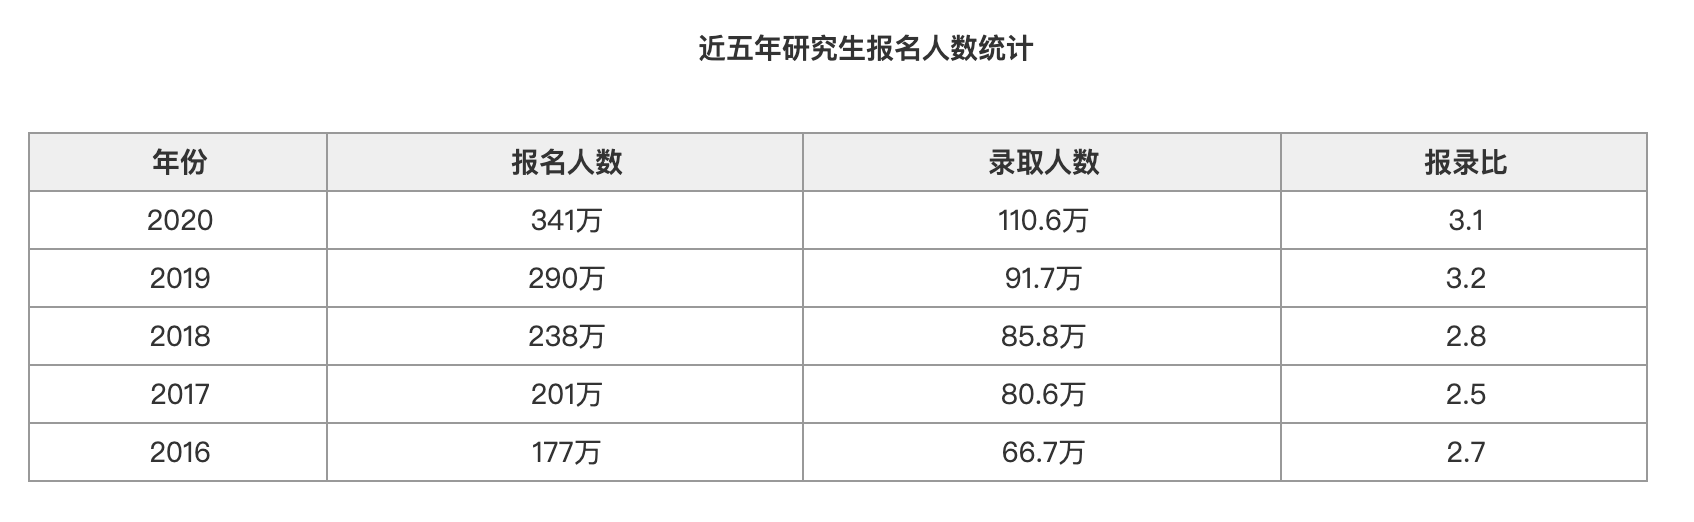 近五年研究生报名人数统计
年份 报名人数 录取人数 报录比
2020 341万 110.6万 3.1
2019 290万 91.7万 3.2
2018 238万 85.8万 2.8
2017 201万 80.6万 2.5
2016 177万 66.7万 2.7